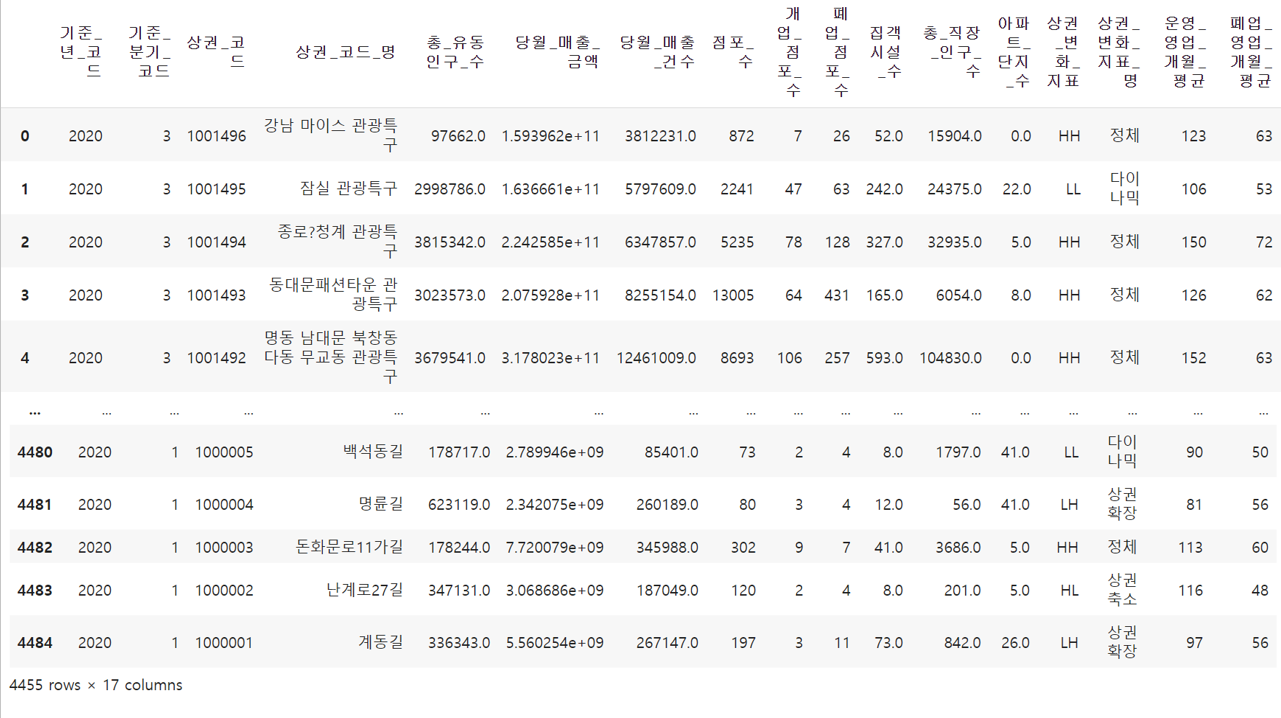 기준_년_코드 기준_분기_코드 상권_코드 상권_코드_명 총_유동인구_수 당월_매출_금액 당월_매출_건수 점포_수 개업_점포_수 폐업_점포_수 집객시설_수 총_직장_인구_수 아파트_단지_수 상권_변화_지표 상권_변화_지표_명 운영_영업_개월_평균 폐업_영업_개월_평균
0 2020 3 1001496 강남 마이스 관광특구 97662.0 1.593962e+11 3812231.0 872 7 26 52.0 15904.0 0.0 HH 정체 123 63
1 2020 3 1001495 잠실 관광특구 2998786.0 1.636661e+11 5797609.0 2241 47 63 242.0 24375.0 22.0 LL 다이나믹 106 53
2 2020 3 1001494 종로?청계 관광특구 3815342.0 2.242585e+11 6347857.0 5235 78 128 327.0 32935.0 5.0 HH 정체 150 72
3 2020 3 1001493 동대문패션타운 관광특구 3023573.0 2.075928e+11 8255154.0 13005 64 431 165.0 6054.0 8.0 HH 정체 126 62
4 2020 3 1001492 명동 남대문 북창동 다동 무교동 관광특구 3679541.0 3.178023e+11 12461009.0 8693 106 257 593.0 104830.0 0.0 HH 정체 152 63
... ... ... ... ... ... ... ... ... ... ... ... ... ... ... ... ... ...
4480 2020 1 1000005 백석동길 178717.0 2.789946e+09 85401.0 73 2 4 8.0 1797.0 41.0 LL 다이나믹 90 50
4481 2020 1 1000004 명륜길 623119.0 2.342075e+09 260189.0 80 3 4 12.0 56.0 41.0 LH 상권확장 81 56
4482 2020 1 1000003 돈화문로11가길 178244.0 7.720079e+09 345988.0 302 9 7 41.0 3686.0 5.0 HH 정체 113 60
4483 2020 1 1000002 난계로27길 347131.0 3.068686e+09 187049.0 120 2 4 8.0 201.0 5.0 HL 상권축소 116 48
4484 2020 1 1000001 계동길 336343.0 5.560254e+09 267147.0 197 3 11 73.0 842.0 26.0 LH 상권확장 97 56
4455 rows × 17 columns